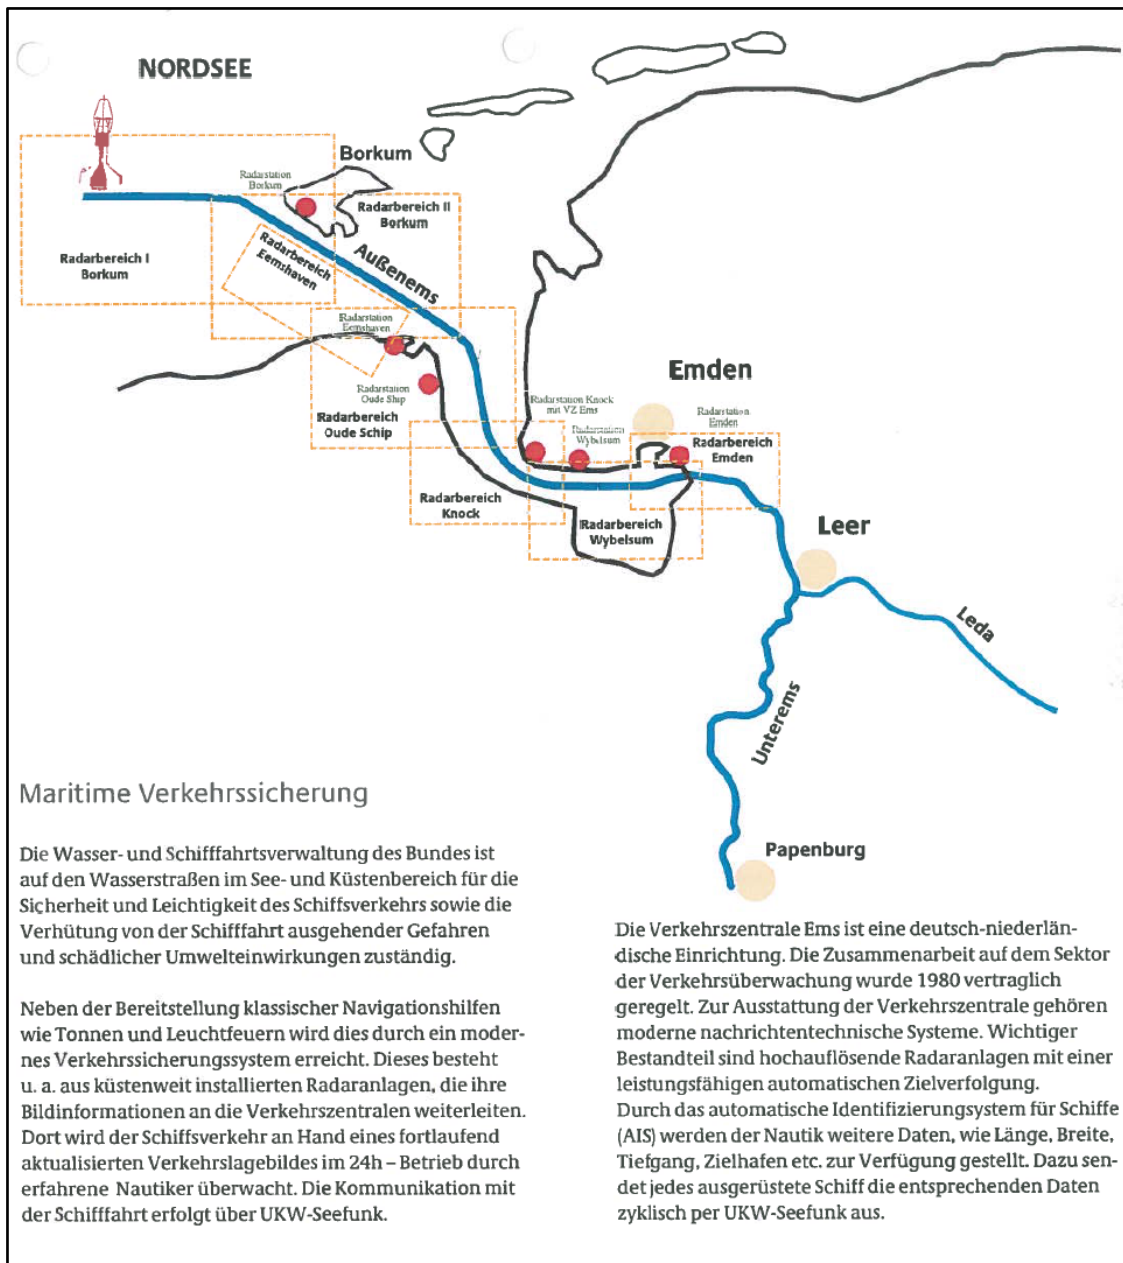 NORDSEE
Borkum
Radarstation
Borkum
Radarbereich II
Borkum
Radarbereich I
Borkum
Radarbereich
Eemshaven
Außenems
Radarstation
Eemshaven
Radarstation
Oude Ship
Radarbereich
Oude Schip
Emden
Radarstation Knock
mit VZ Ems
Radarstation
Wybelsum
Radarstation
Emden
Radarbereich
Emden
Radarbereich
Knock
Radarbereich
Wybelsum
Leer
Leda
Unterems
Papenburg
Maritime Verkehrssicherung
Die Wasser- und Schifffahrtsverwaltung des Bundes ist
auf den Wasserstraßen im See- und Küstenbereich für die
Sicherheit und Leichtigkeit des Schiffsverkehrs sowie die
Verhütung von der Schifffahrt ausgehender Gefahren
und schädlicher Umwelteinwirkungen zuständig.
Neben der Bereitstellung klassischer Navigationshilfen
wie Tonnen und Leuchtfeuern wird dies durch ein moder-
nes Verkehrssicherungssystem erreicht. Dieses besteht
u. a. aus küstenweit installierten Radaranlagen, die ihre
Bildinformationen an die Verkehrszentralen weiterleiten.
Dort wird der Schiffsverkehr an Hand eines fortlaufend
aktualisierten Verkehrslagebildes im 24h – Betrieb durch
erfahrene Nautiker überwacht. Die Kommunikation mit
der Schifffahrt erfolgt über UKW-Seefunk.
Die Verkehrszentrale Ems ist eine deutsch-niederlän-
dische Einrichtung. Die Zusammenarbeit auf dem Sektor
der Verkehrsüberwachung wurde 1980 vertraglich
geregelt. Zur Ausstattung der Verkehrszentrale gehören
moderne nachrichtentechnische Systeme. Wichtiger
Bestandteil sind hochauflösende Radaranlagen mit einer
leistungsfähigen automatischen Zielverfolgung.
Durch das automatische Identifizierungsystem für Schiffe
(AIS) werden der Nautik weitere Daten, wie Länge, Breite,
Tiefgang, Zielhafen etc. zur Verfügung gestellt. Dazu sen-
det jedes ausgerüstete Schiff die entsprechenden Daten
zyklisch per UKW-Seefunk aus.